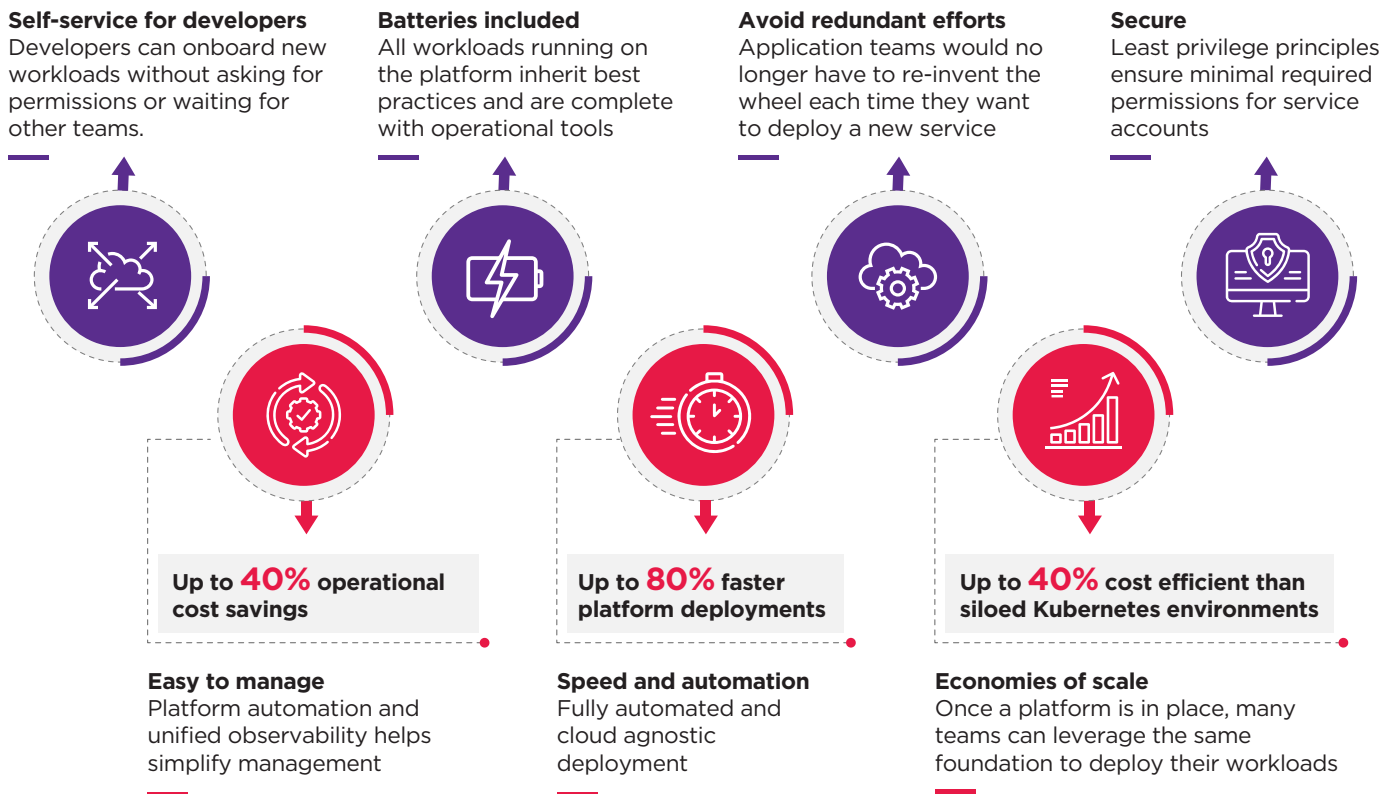 Self-service for developers
Developers can onboard new
workloads without asking for
permissions or waiting for
other teams.
Batteries included
All workloads running on
the platform inherit best
practices and are complete
with operational tools
Avoid redundant efforts
Application teams would no
longer have to re-invent the
wheel each time they want
to deploy a new service
Secure
Least privilege principles
ensure minimal required
permissions for service
accounts
Up to 40% operational
cost savings
Easy to manage
Platform automation and
unified observability helps
simplify management
Up to 80% faster
platform deployments
Speed and automation
Fully automated and
cloud agnostic
deployment
Up to 40% cost efficient than
siloed Kubernetes environments
Economies of scale
Once a platform is in place, many
teams can leverage the same
foundation to deploy their workloads